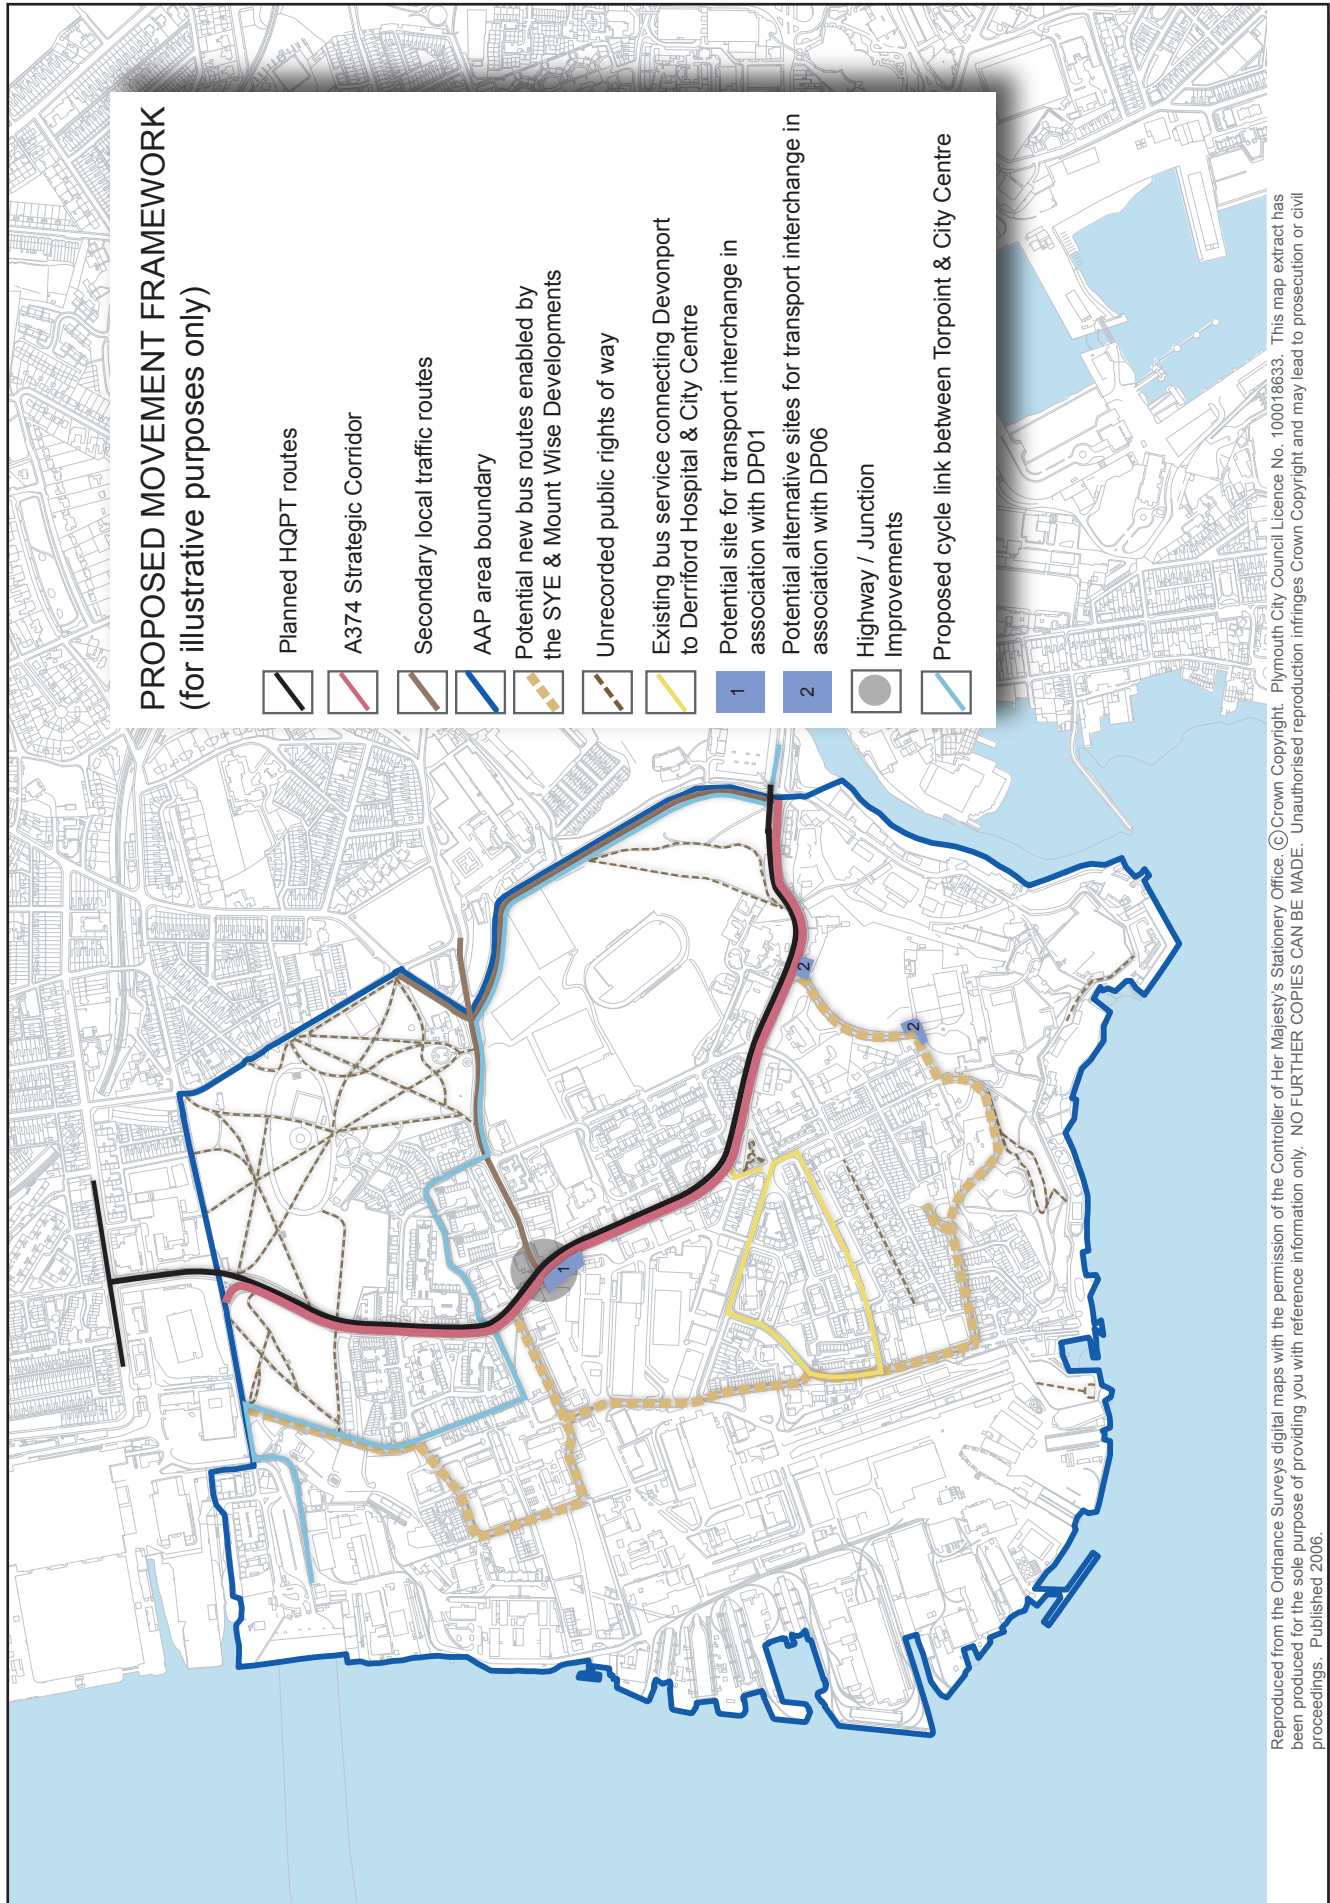 PROPOSED MOVEMENT FRAMEWORK
(for illustrative purposes only)
Planned HQPT routes
A374 Strategic Corridor
Secondary local traffic routes
AAP area boundary
Potential new bus routes enabled by
the SYE & Mount Wise Developments
Unrecorded public rights of way
Existing bus service connecting Devonport
to Derriford Hospital & City Centre
1
Potential site for transport interchange in
association with DP01
2
Potential alternative sites for transport interchange in
association with DP06
Highway / Junction
Improvements
Proposed cycle link between Torpoint & City Centre
1
2
2
Reproduced from the Ordnance Surveys digital maps with the permission of the Controller of Her Majesty's Stationery Office. © Crown Copyright. Plymouth City Council Licence No. 100018633. This map extract has
been produced for the sole purpose of providing you with reference information only. NO FURTHER COPIES CAN BE MADE. Unauthorised reproduction infringes Crown Copyright and may lead to prosecution or civil
proceedings. Published 2006.